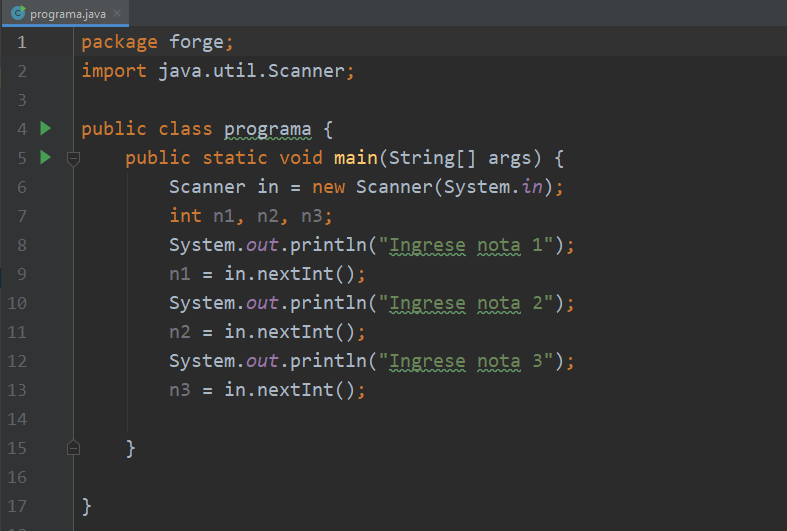 programa.java
1 package forge;
2 import java.util.Scanner;
3
4 public class programa {
5 public static void main(String[] args) {
6 Scanner in = new Scanner(System.in);
7 int n1, n2, n3;
8 System.out.println("Ingrese nota 1");
9 n1 = in.nextInt();
10 System.out.println("Ingrese nota 2");
11 n2 = in.nextInt();
12 System.out.println("Ingrese nota 3");
13 n3 = in.nextInt();
14
15 }
16
17 }